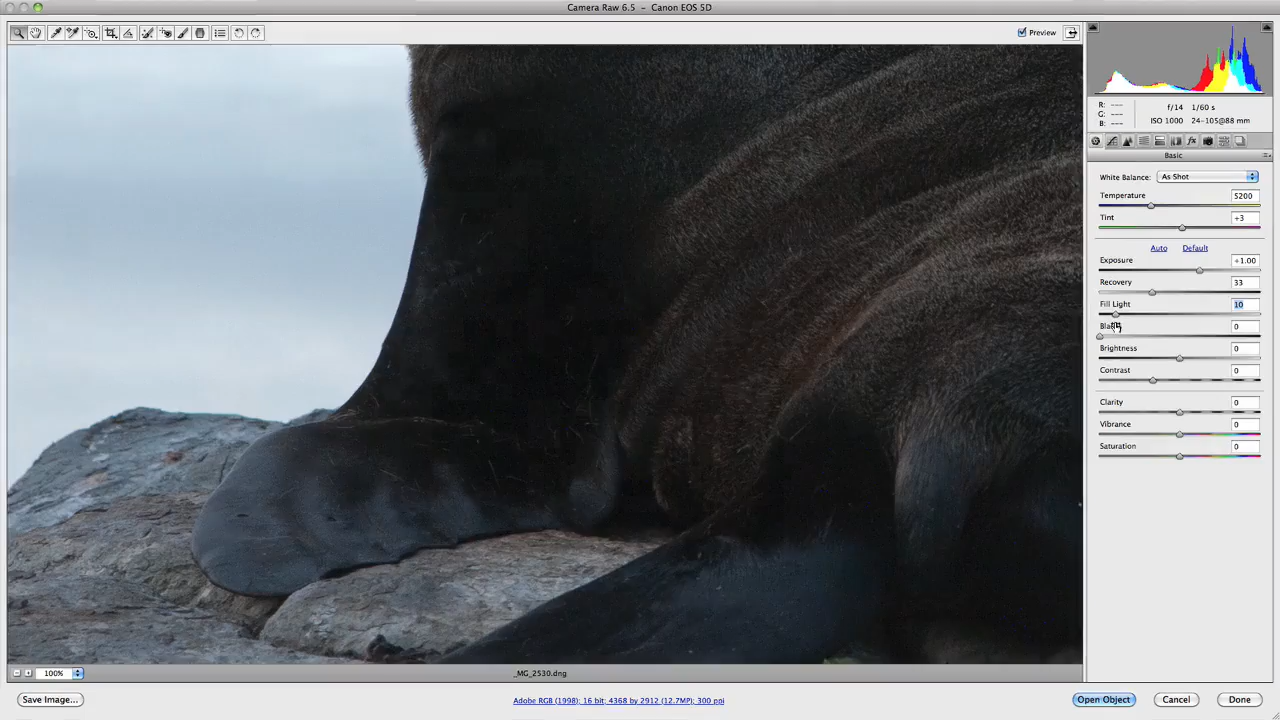 Camera Raw 6.5 - Canon EOS 5D
Preview
R: ---
G: ---
B: ---
f/14 1/60 s
ISO 1000 24-105@88 mm
fx
Basic
White Balance: As Shot
Temperature 5200
Tint +3
Auto Default
Exposure +1.00
Recovery 33
Fill Light 10
Brightness 0
Contrast 0
Clarity 0
Vibrance 0
Saturation 0
100%
_MG_2530.dng
Save Image...
Adobe RGB (1998); 16 bit; 4368 by 2912 (12.7MP); 300 ppi
Open Object
Cancel
Done